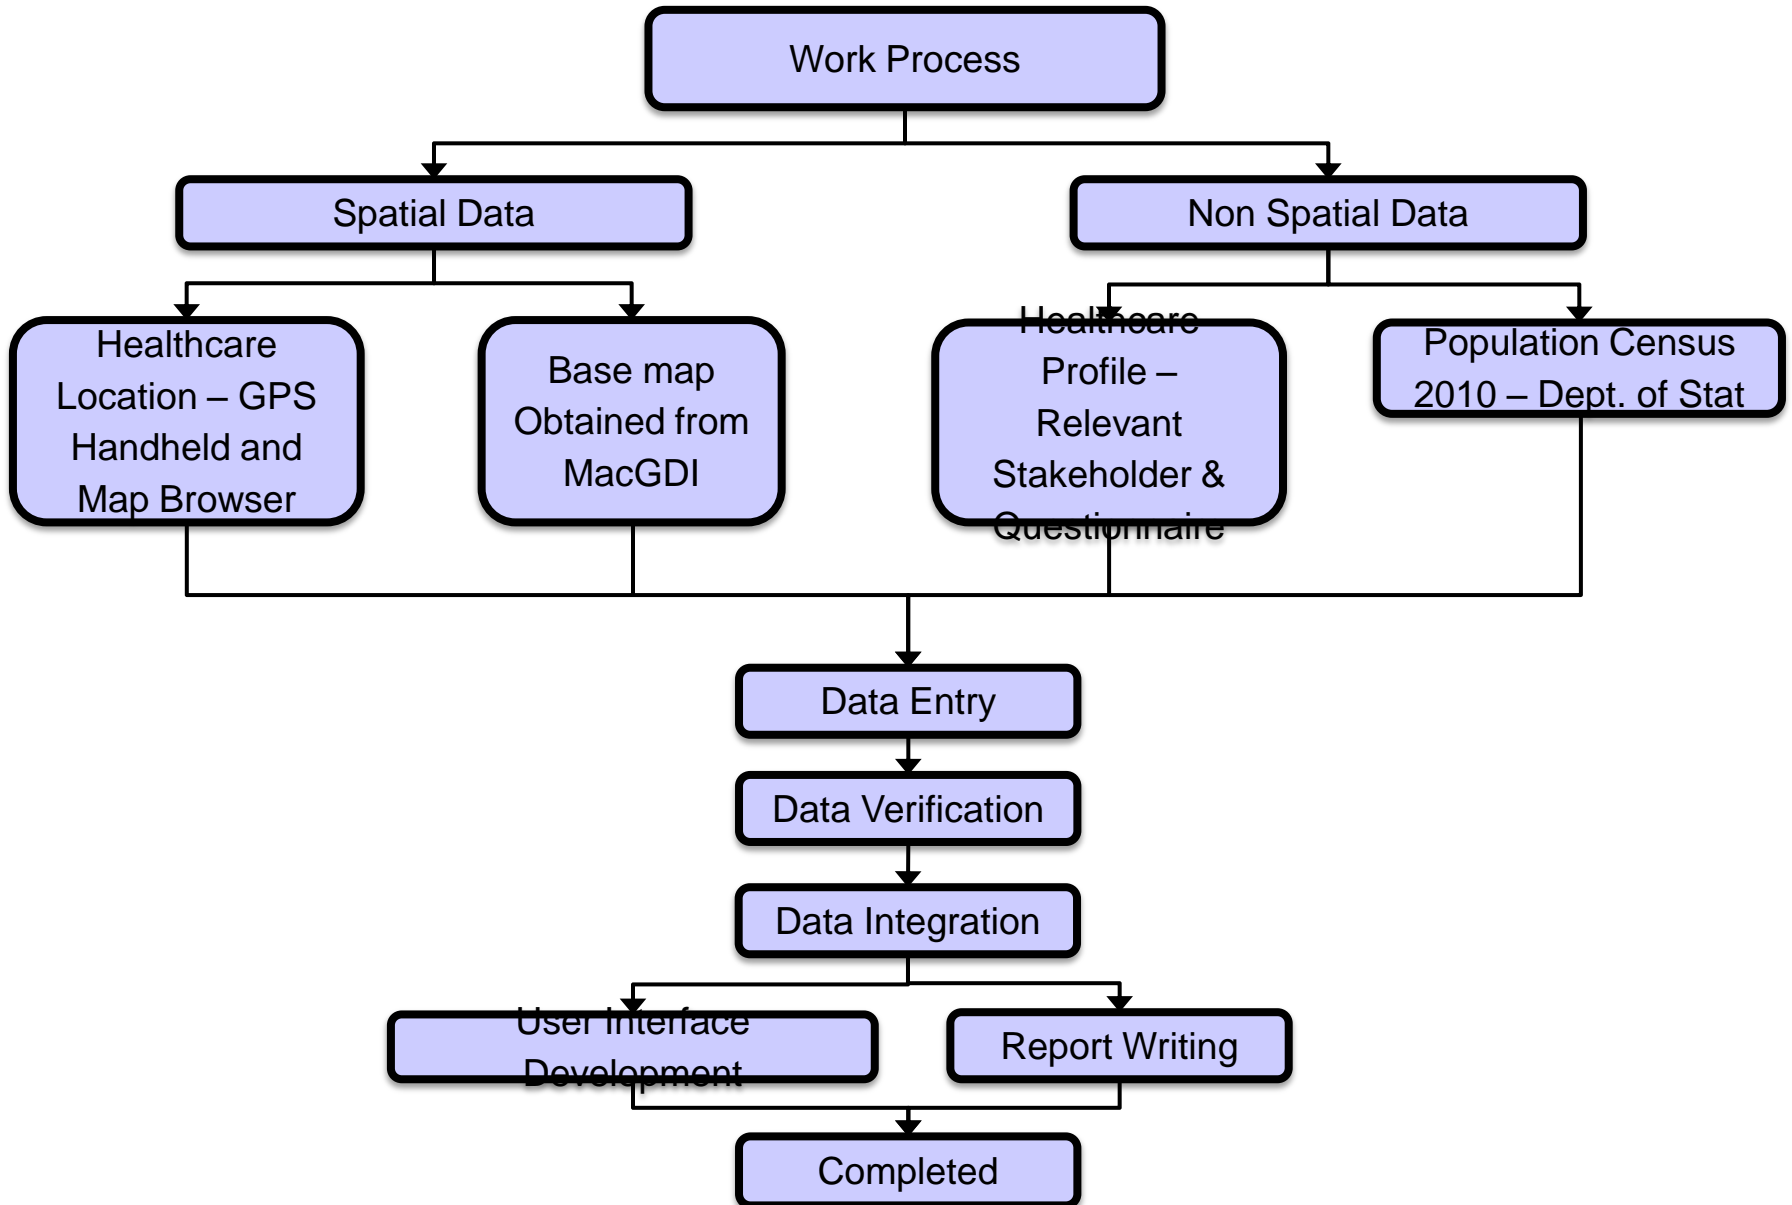 Work Process
Spatial Data
Non Spatial Data
Healthcare
Location – GPS
Handheld and
Map Browser
Base map
Obtained from
MacGDI
Healthcare
Profile –
Relevant
Stakeholder &
Questionnaire
Population Census
2010 – Dept. of Stat
Data Entry
Data Verification
Data Integration
User Interface
Development
Report Writing
Completed